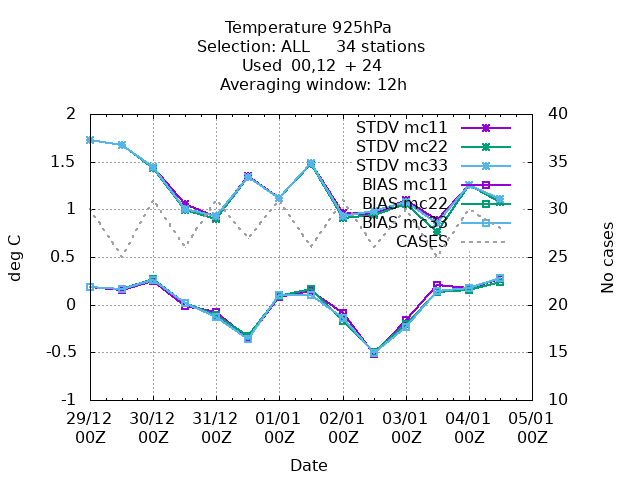 Temperature 925hPa
Selection: ALL 34 stations
Used 00,12 + 24
Averaging window: 12h
2 40
STDV mc11
STDV mc22
1.5 STDV mc33 35
BIAS mc11
BIAS mc22
1 30
BIAS mc33
CASES
0.5 25
deg C
No cases
0 20
-0.5 15
-1 10
29/12 30/12 31/12 01/01 02/01 03/01 04/01 05/01
00Z 00Z 00Z 00Z 00Z 00Z 00Z 00Z
Date